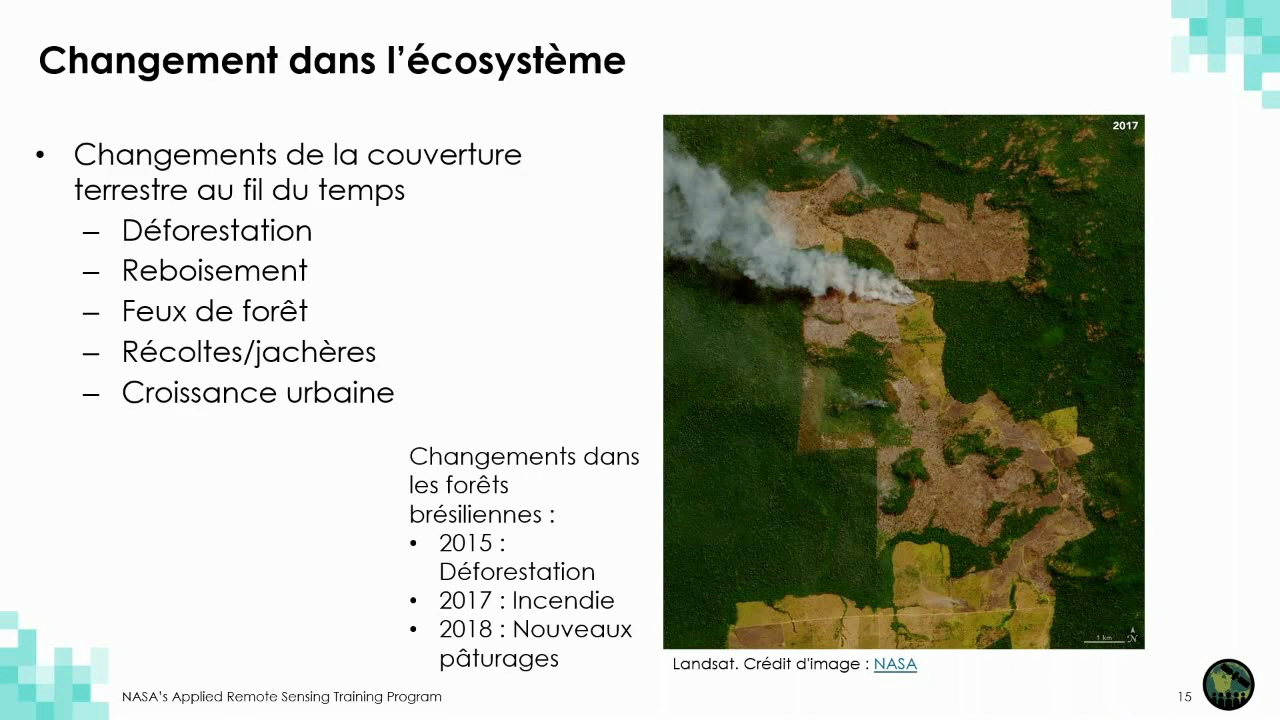 Changement dans l’écosystème
• Changements de la couverture
terrestre au fil du temps
– Déforestation
– Reboisement
– Feux de forêt
– Récoltes/jachères
– Croissance urbaine
Changements dans
les forêts
brésiliennes :
• 2015 :
Déforestation
• 2017 : Incendie
• 2018 : Nouveaux
pâturages
2017
1 km
N
Landsat. Crédit d'image : NASA
NASA’s Applied Remote Sensing Training Program
15